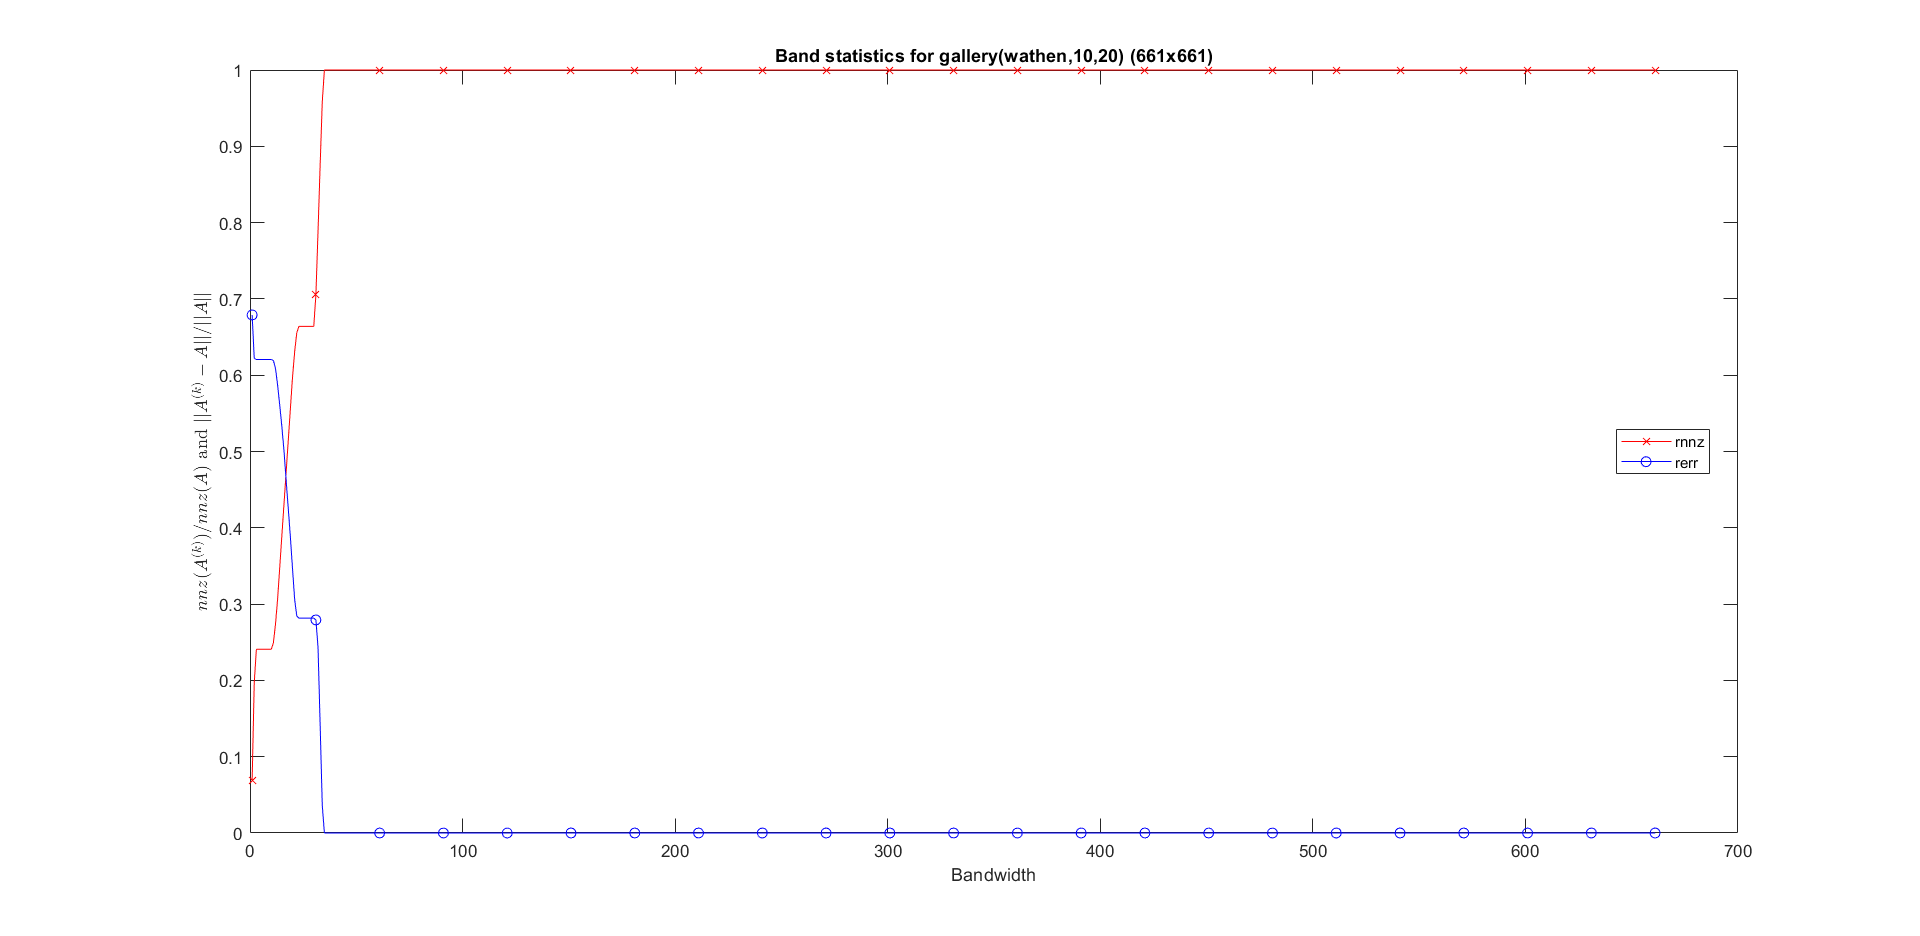 Band statistics for gallery(wathen,10,20) (661x661)
nnz(A^{(k)})/nnz(A) and ||A^{(k)} − A||/||A||
1
0.9
0.8
0.7
0.6
0.5
0.4
0.3
0.2
0.1
0
rnnz
rerr
0 100 200 300 400 500 600 700
Bandwidth